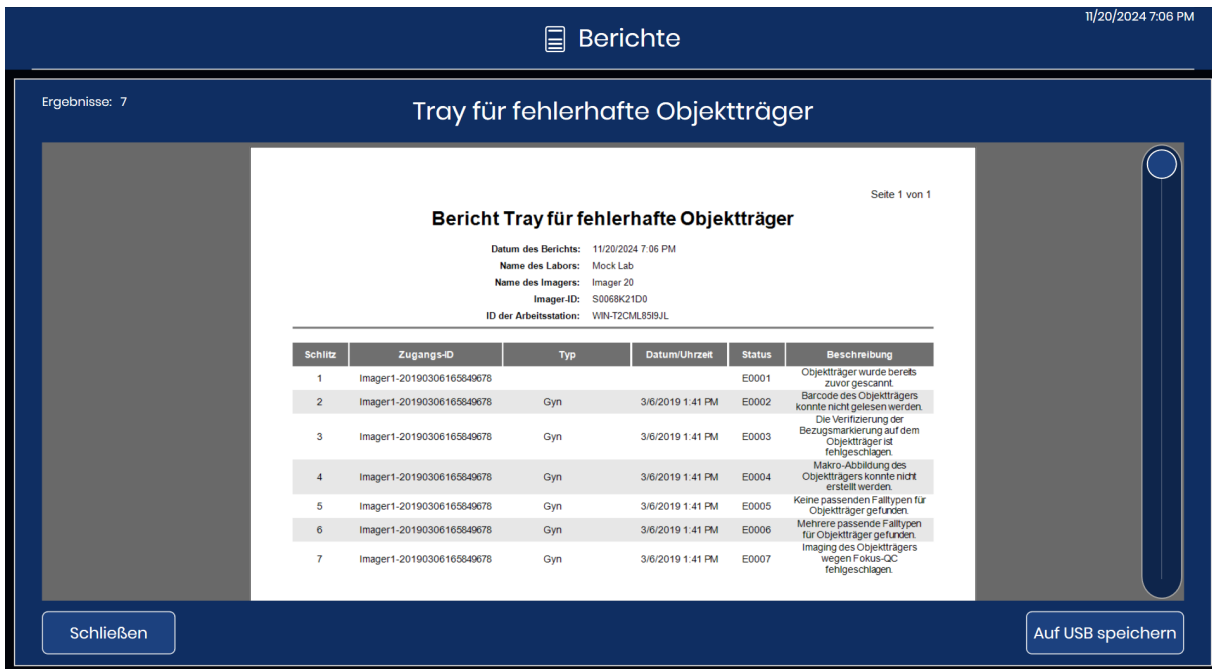 11/20/2024 7:06 PM
Berichte
Ergebnisse: 7
Tray für fehlerhafte Objektträger
Seite 1 von 1
Bericht Tray für fehlerhafte Objektträger
Datum des Berichts: 11/20/2024 7:06 PM
Name des Labors: Mock Lab
Name des Imagers: Imager 20
Imager-ID: S0068K21D0
ID der Arbeitsstation: WIN-T2CML85I9JL
Schlitz Zugangs-ID Typ Datum/Uhrzeit Status Beschreibung
1 Imager1-20190306165849678 E0001 Objektträger wurde bereits
zuvor gescannt.
2 Imager1-20190306165849678 Gyn 3/6/2019 1:41 PM E0002 Barcode des Objektträgers
konnte nicht gelesen werden.
Die Verifizierung der
Bezugsmarkierung auf dem
3 Imager1-20190306165849678 Gyn 3/6/2019 1:41 PM E0003 Objektträger ist
fehlgeschlagen.
Makro-Abbildung des
4 Imager1-20190306165849678 Gyn 3/6/2019 1:41 PM E0004 Objektträgers konnte nicht
erstellt werden.
5 Imager1-20190306165849678 Gyn 3/6/2019 1:41 PM E0005 Keine passenden Falltypen für
Objektträger gefunden.
6 Imager1-20190306165849678 Gyn 3/6/2019 1:41 PM E0006 Mehrere passende Falltypen
für Objektträger gefunden.
Imaging des Objektträgers
7 Imager1-20190306165849678 Gyn 3/6/2019 1:41 PM E0007 wegen Fokus-QC
fehlgeschlagen.
Schließen
Auf USB speichern